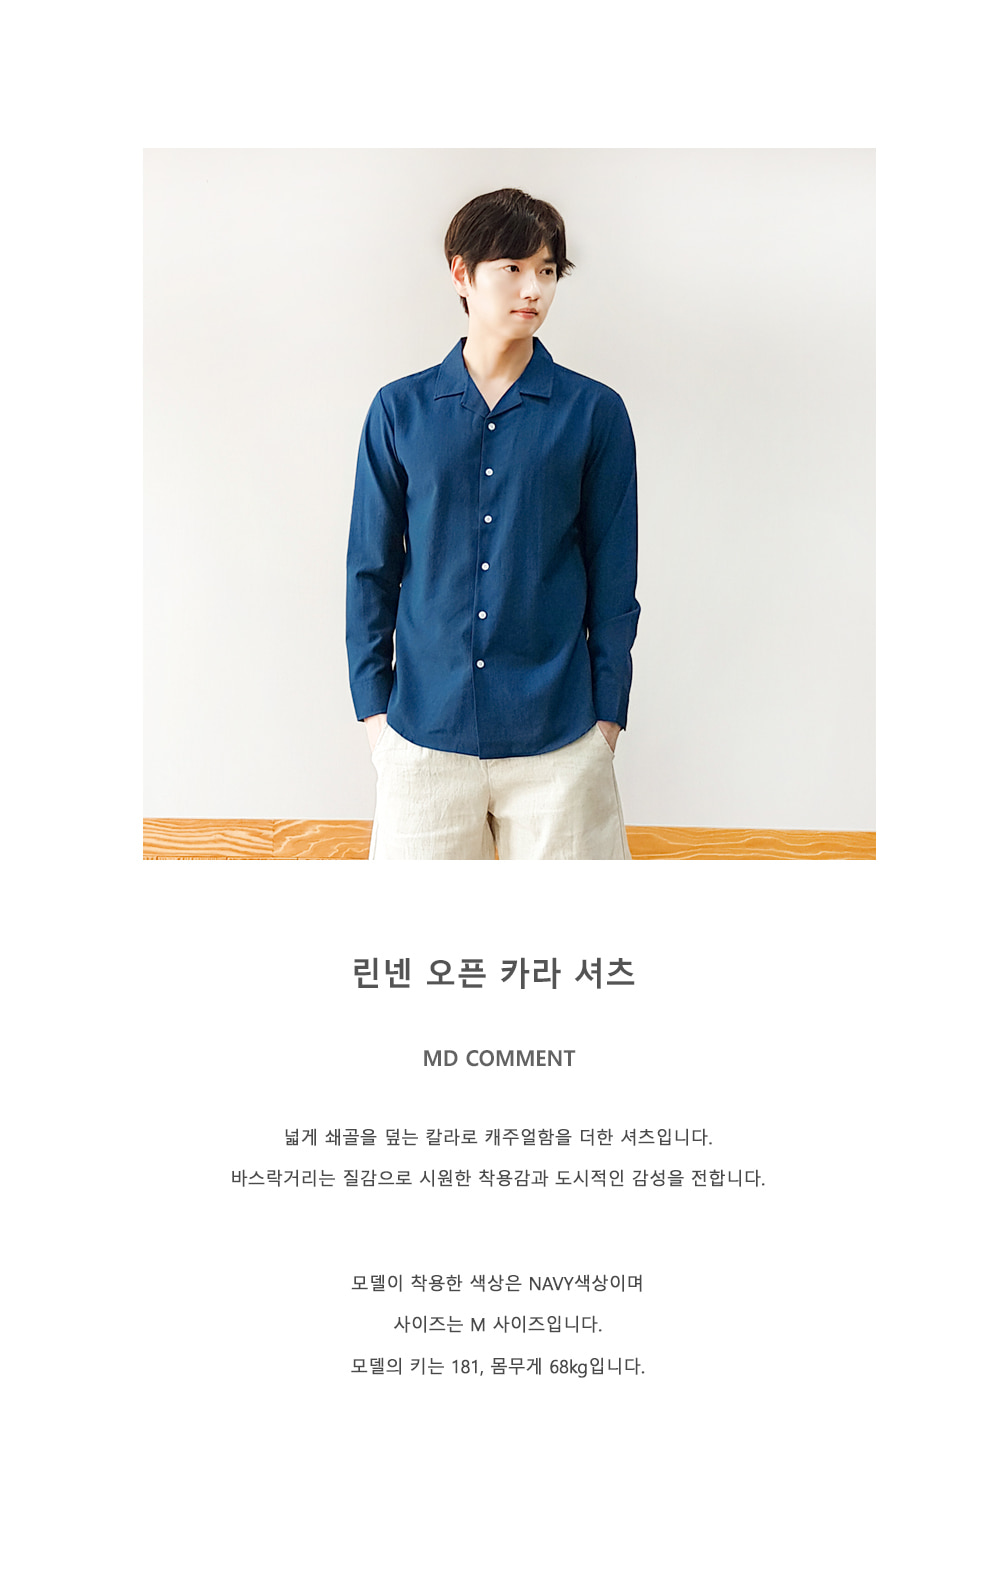 린넨 오픈 카라 셔츠
MD COMMENT
넓게 쇄골을 덮는 칼라로 캐주얼함을 더한 셔츠입니다.
바스락거리는 질감으로 시원한 착용감과 도시적인 감성을 전합니다.
모델이 착용한 색상은 NAVY색상이며
사이즈는 M 사이즈입니다.
모델의 키는 181, 몸무게 68kg입니다.